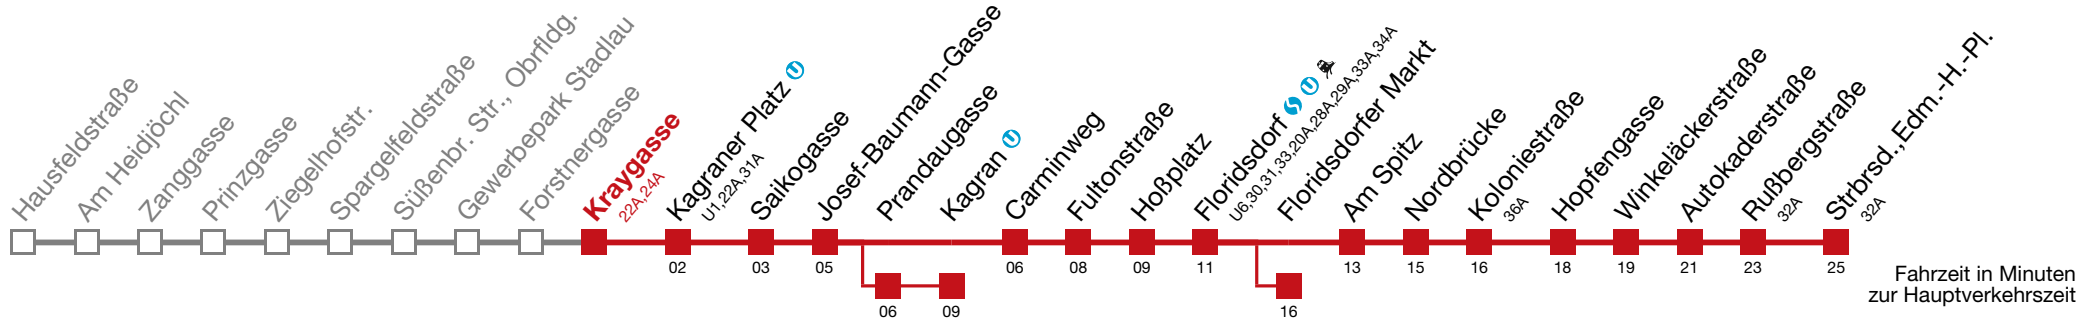 Hausfeldstraße
Am Heidjöchl
Zanggasse
Prinzgasse
Ziegelhofstr.
Spargelfeldstraße
Süßenbr. Str., Obrfldg.
Gewerbepark Stadlau
Forstnergasse
Kraygasse
22A,24A
Kagraner Platz U
U1,22A,31A
Saikogasse
Josef-Baumann-Gasse
Prandaugasse
Kagran U
Carminweg
Fultonstraße
Hoßplatz
Floridsdorf S U
U6,30,31,33,20A,28A,29A,33A,34A
Floridsdorfer Markt
Am Spitz
Nordbrücke
Koloniestraße
36A
Hopfengasse
Winkeläckerstraße
Autokaderstraße
Rußbergstraße
32A
Strbrsd.,Edm.-H.-Pl.
32A
02 03 05 06 08 09 11 13 15 16 18 19 21 23 25
06 09 16
Fahrzeit in Minuten
zur Hauptverkehrszeit